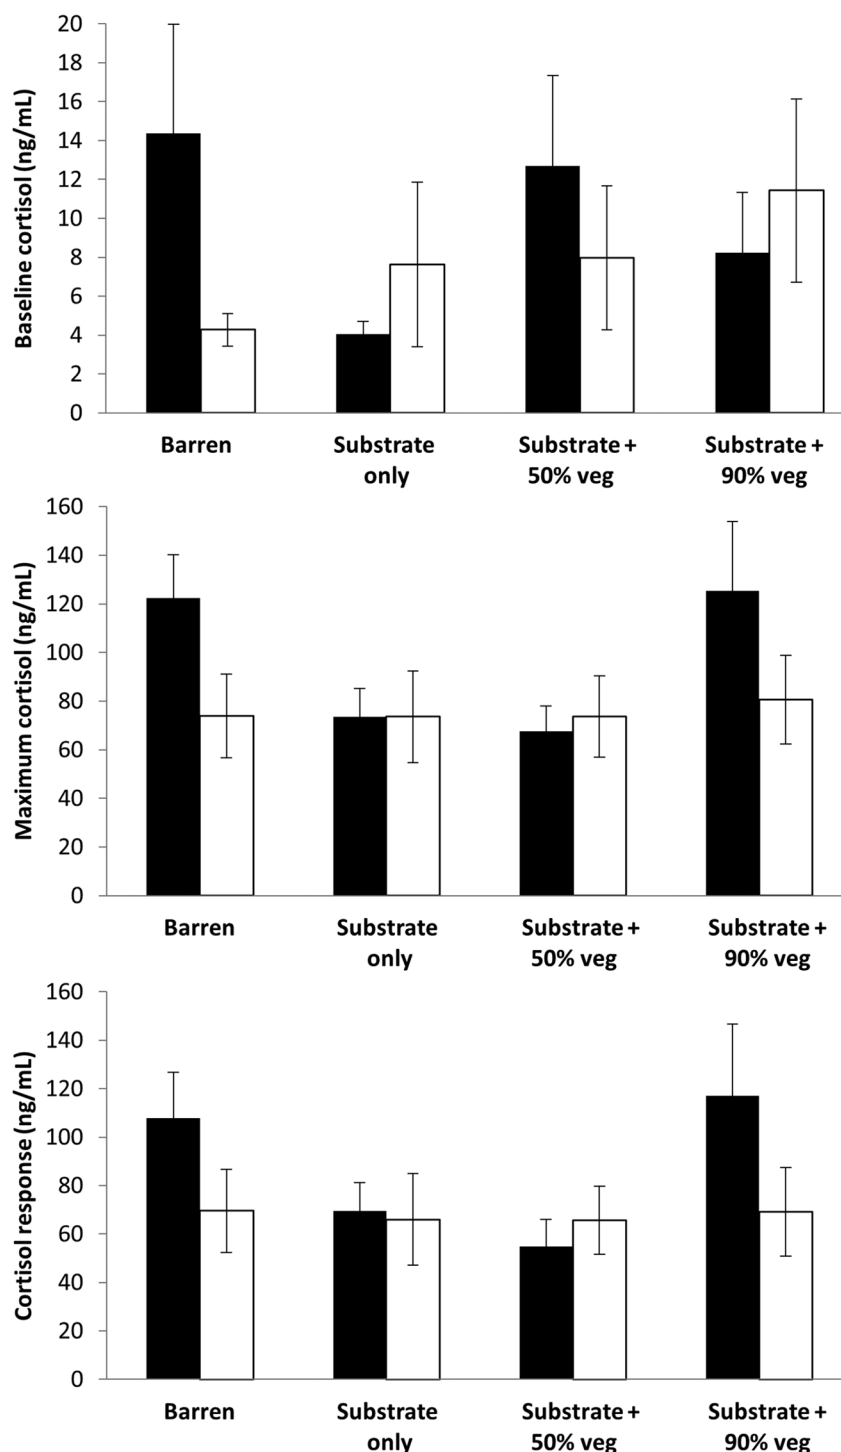 Baseline cortisol (ng/mL)
20
18
16
14
12
10
8
6
4
2
0
Barren
Substrate
only
Substrate +
50% veg
Substrate +
90% veg
Maximum cortisol (ng/mL)
160
140
120
100
80
60
40
20
0
Barren
Substrate
only
Substrate +
50% veg
Substrate +
90% veg
Cortisol response (ng/mL)
160
140
120
100
80
60
40
20
0
Barren
Substrate
only
Substrate +
50% veg
Substrate +
90% veg